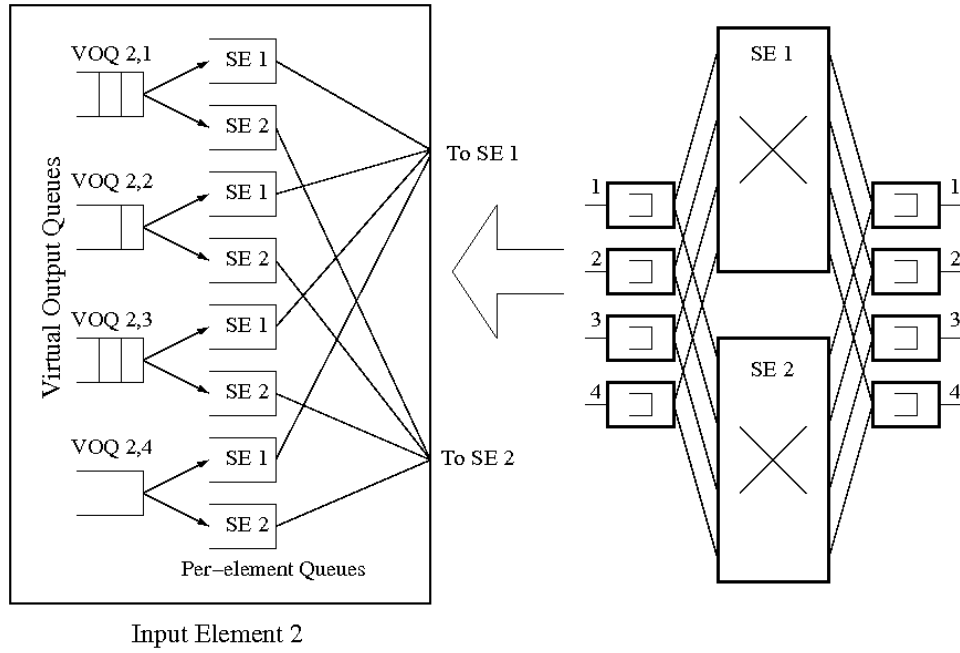 VOQ 2,1
SE 1
SE 2
VOQ 2,2
SE 1
SE 2
VOQ 2,3
SE 1
SE 2
VOQ 2,4
SE 1
SE 2
Virtual Output Queues
Per-element Queues
To SE 1
To SE 2
Input Element 2
SE 1
SE 2
1
2
3
4
1
2
3
4